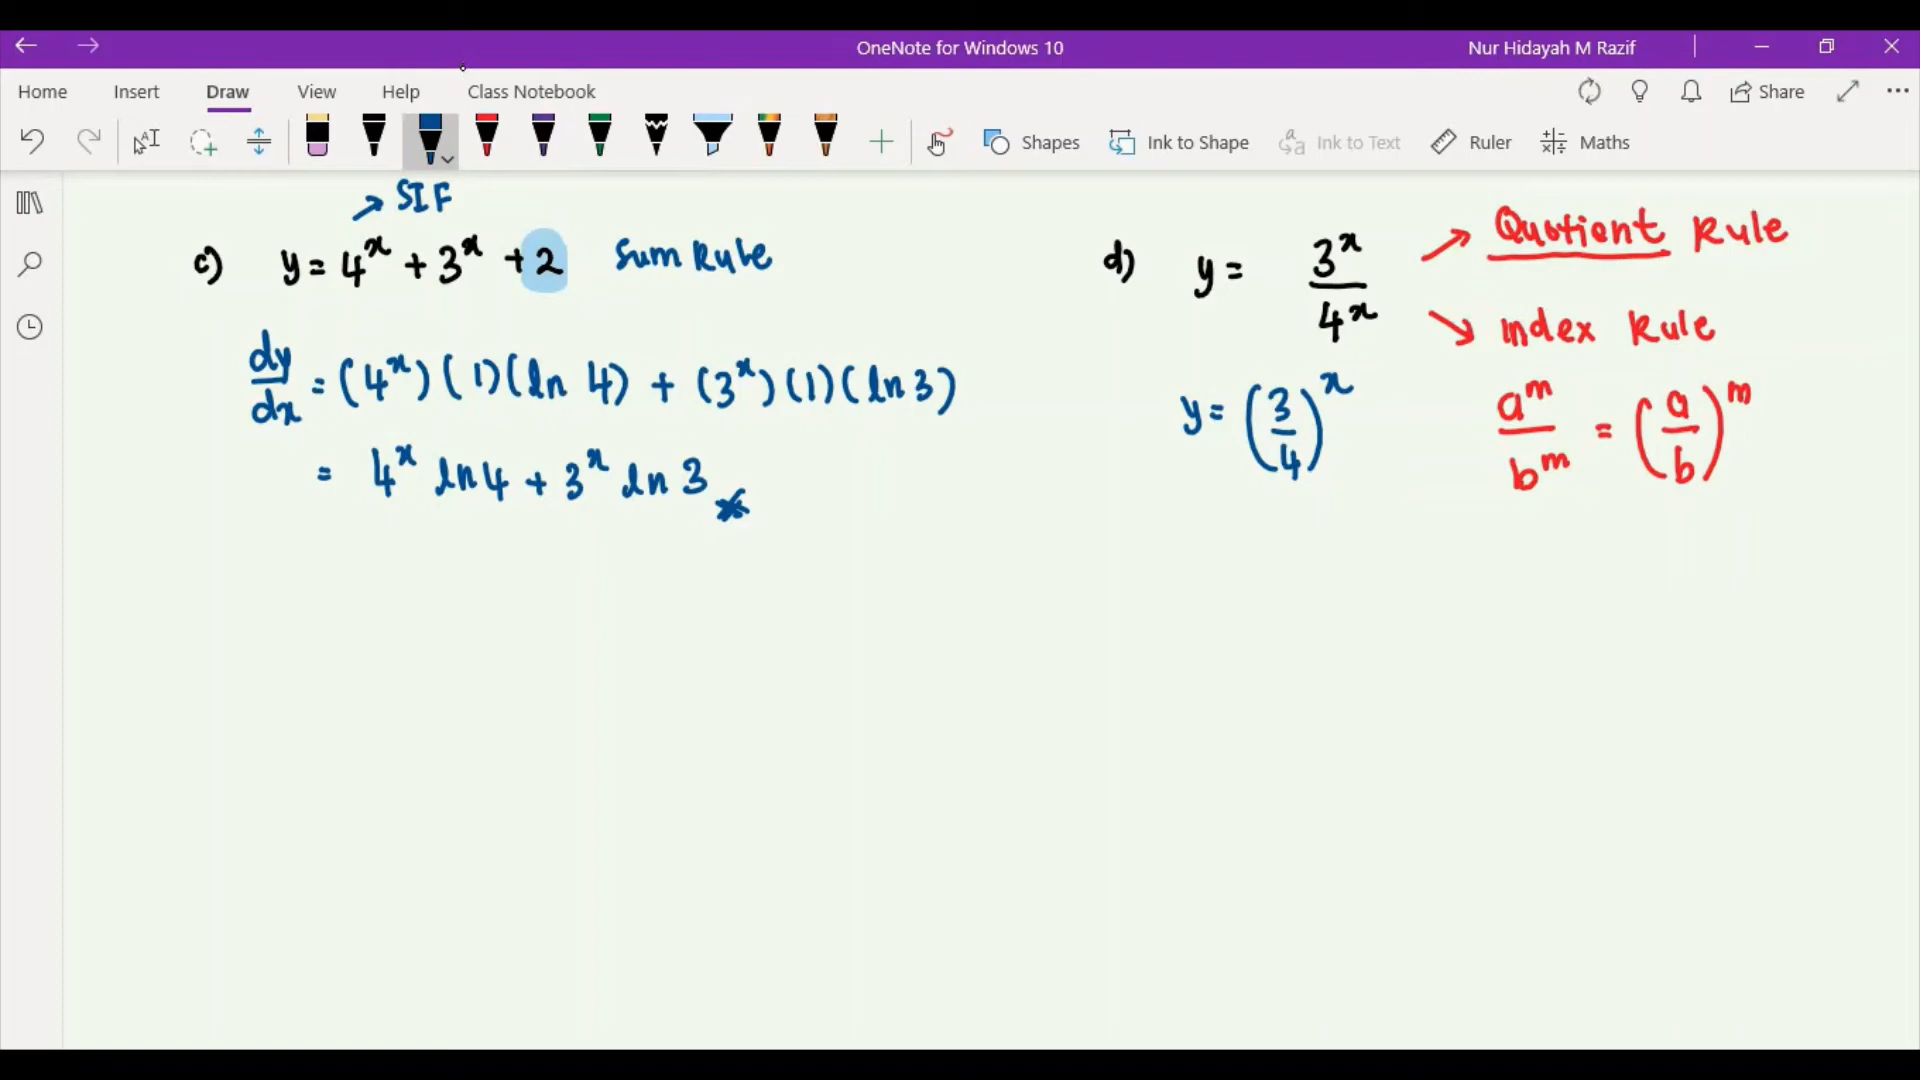 OneNote for Windows 10
Nur Hidayah M Razif
Home Insert Draw View Help Class Notebook
Share
Shapes Ink to Shape Ink to Text Ruler Maths
→ SIF
c) y = 4^x + 3^x + 2 Sum Rule
dy/dx = (4^x)(1)(ln 4) + (3^x)(1)(ln 3)
= 4^x ln 4 + 3^x ln 3
d) y = 3^x/4^x
→ Quotient Rule
↘ Index Rule
y = (3/4)^x
a^m/b^m = (a/b)^m